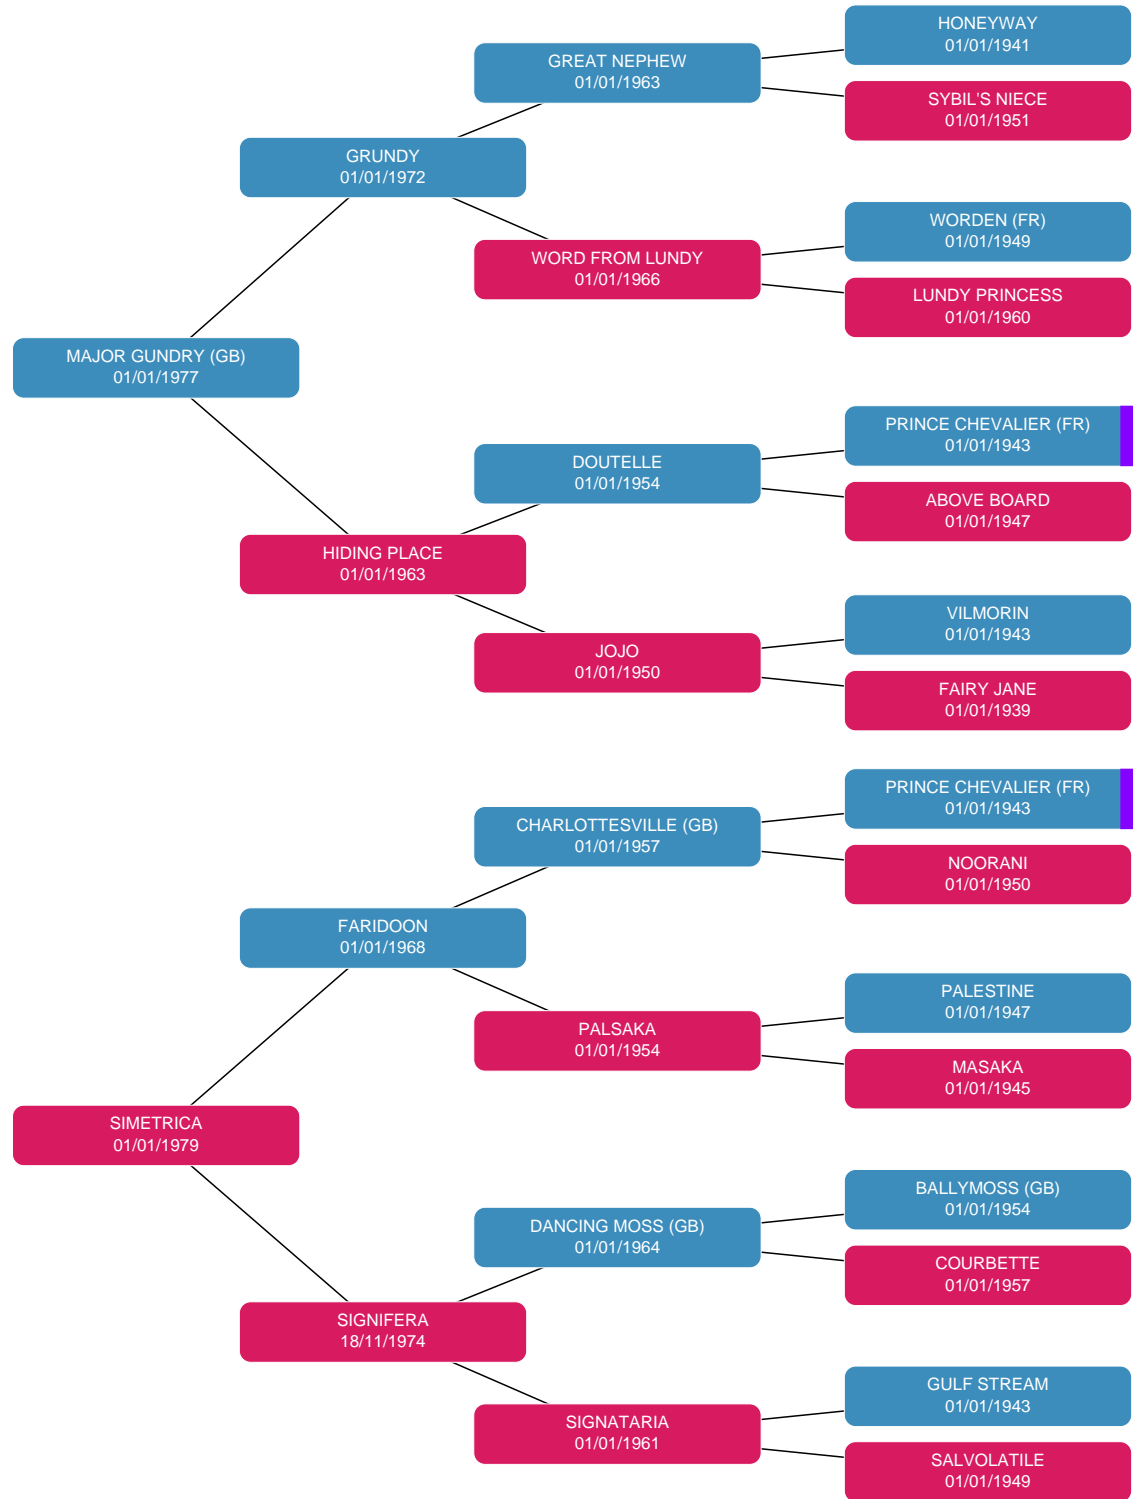 HONEYWAY
01/01/1941
GREAT NEPHEW
01/01/1963
SYBIL'S NIECE
01/01/1951
GRUNDY
01/01/1972
WORDEN (FR)
01/01/1949
WORD FROM LUNDY
01/01/1966
LUNDY PRINCESS
01/01/1960
MAJOR GUNDRY (GB)
01/01/1977
PRINCE CHEVALIER (FR)
01/01/1943
DOUTELLE
01/01/1954
ABOVE BOARD
01/01/1947
HIDING PLACE
01/01/1963
VILMORIN
01/01/1943
JOJO
01/01/1950
FAIRY JANE
01/01/1939
PRINCE CHEVALIER (FR)
01/01/1943
CHARLOTTESVILLE (GB)
01/01/1957
NOORANI
01/01/1950
FARIDOON
01/01/1968
PALESTINE
01/01/1947
PALSAKA
01/01/1954
MASAKA
01/01/1945
SIMETRICA
01/01/1979
BALLYMOSS (GB)
01/01/1954
DANCING MOSS (GB)
01/01/1964
COURBETTE
01/01/1957
SIGNIFERA
18/11/1974
GULF STREAM
01/01/1943
SIGNATARIA
01/01/1961
SALVOLATILE
01/01/1949